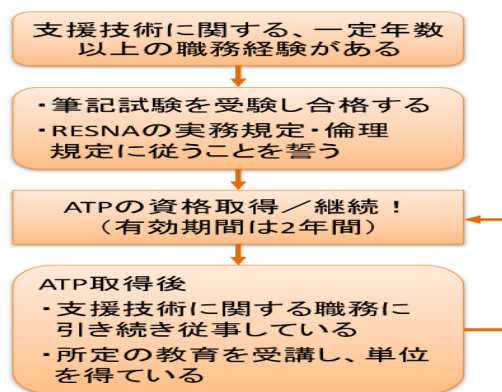 支援技術に関する、一定年数
以上の職務経験がある
・筆記試験を受験し合格する
・RESNAの実務規定・倫理
規定に従うことを誓う
ATPの資格取得／継続！
（有効期間は2年間）
ATP取得後
・支援技術に関する職務に
引き続き従事している
・所定の教育を受講し、単位
を得ている